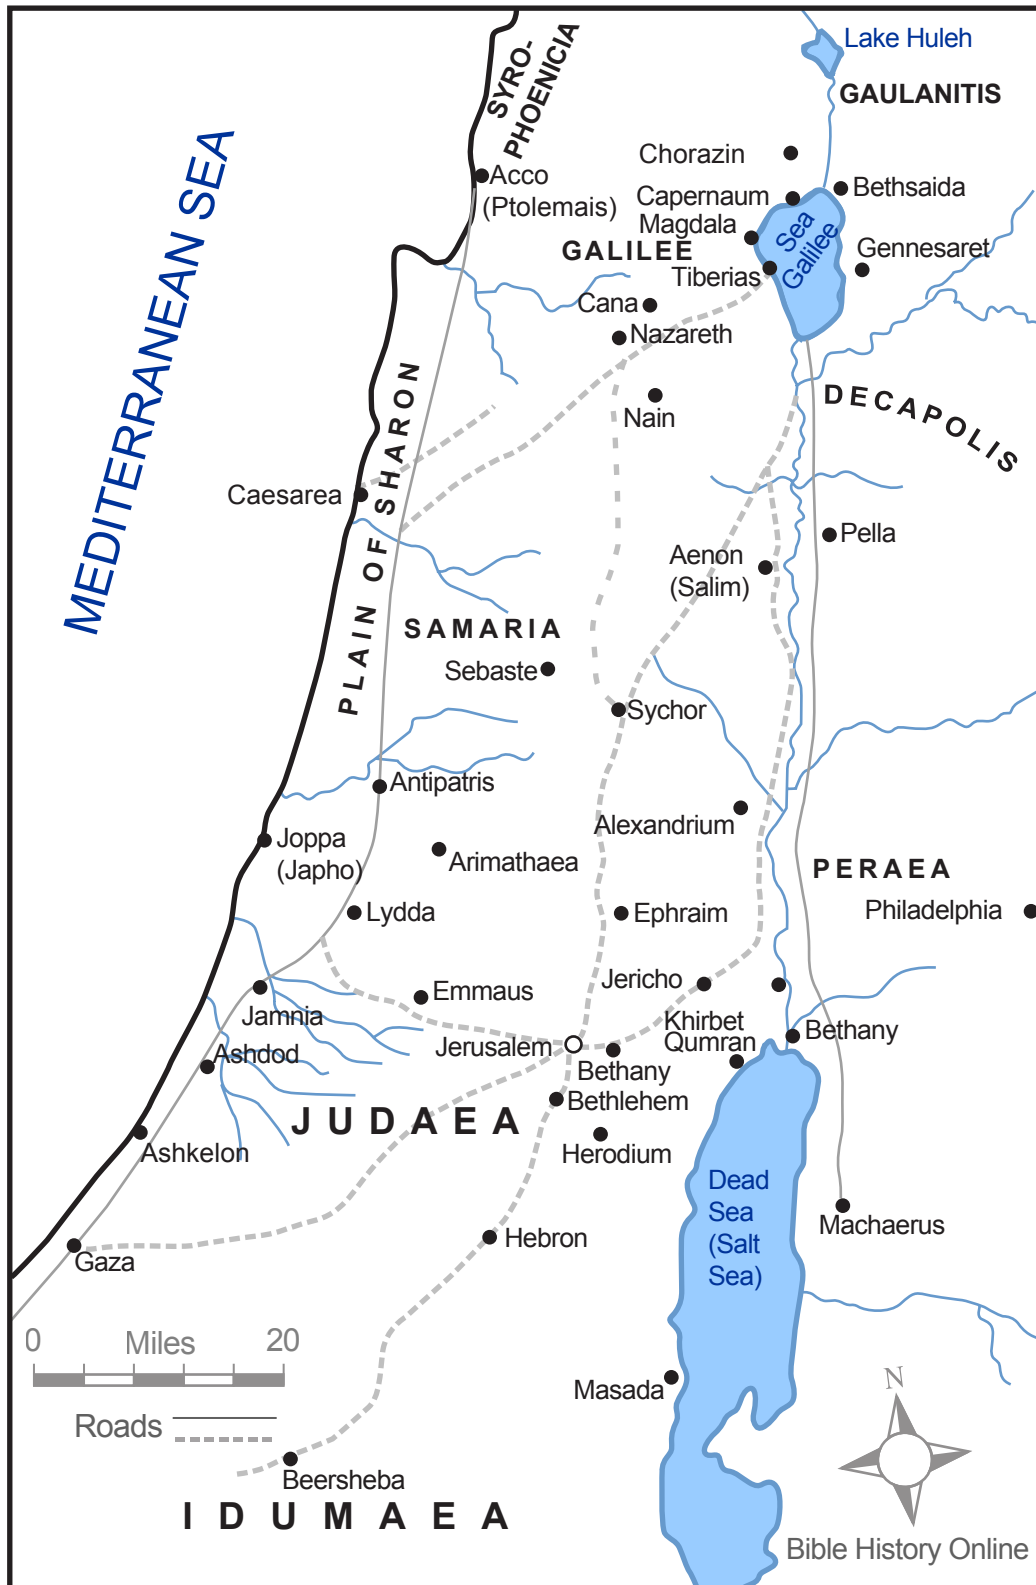 Lake Huleh
SYRO-
PHOENICIA
GAULANITIS
MEDITERRANEAN SEA
Chorazin
Acco
(Ptolemais)
Capernaum
Bethsaida
Magdala
Sea
Galilee
GALILEE
Gennesaret
Tiberias
Cana
Nazareth
DECAPOLIS
Nain
PLAIN OF SHARON
Caesarea
Pella
Aenon
(Salim)
SAMARIA
Sebaste
Sychor
Antipatris
Alexandrium
Joppa
(Japho)
Arimathaea
PERAEA
Lydda
Ephraim
Philadelphia
Jericho
Emmaus
Jamnia
Khirbet
Qumran
Bethany
Jerusalem
Ashdod
Bethany
Bethlehem
JUDAEA
Ashkelon
Herodium
Dead
Sea
(Salt
Sea)
Machaerus
Hebron
Gaza
0 Miles 20
Masada
N
Roads
Beersheba
IDUMAEA
Bible History Online